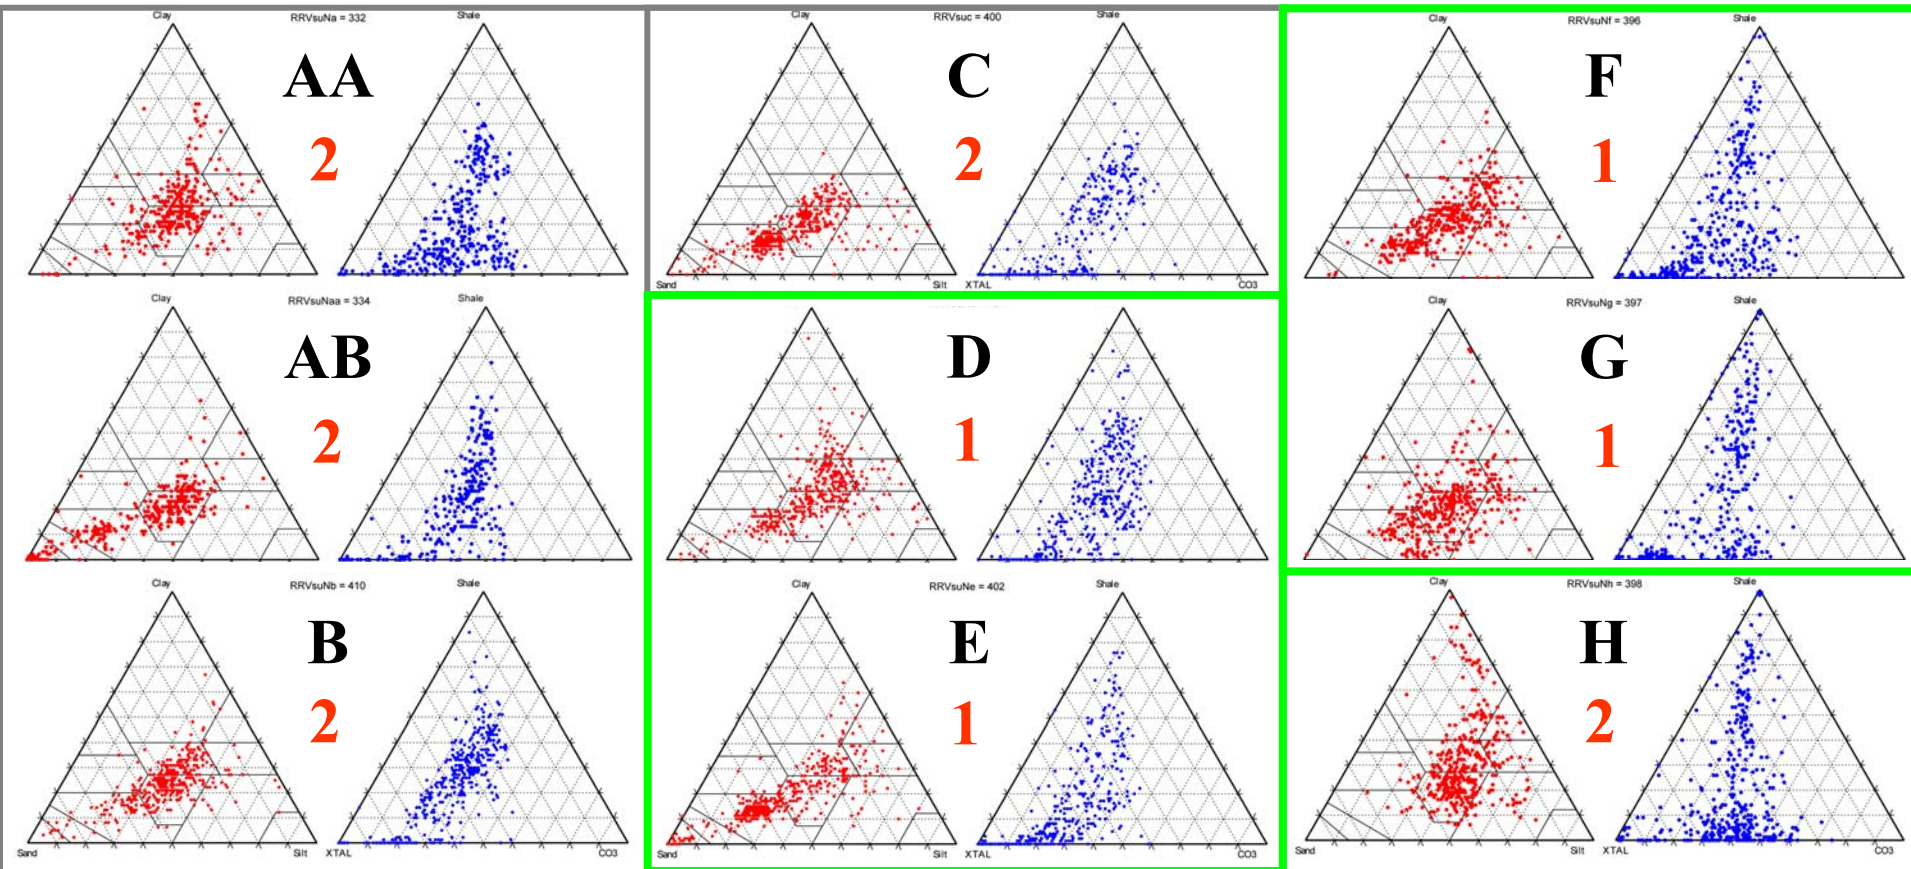 Clay RRVsuNa = 332 Shale
AA
2
Clay RRVsuc = 400 Shale
C
2
Sand Silt XTAL CO3
Clay RRVsuNf = 396 Shale
F
1
Clay RRVsuNaa = 334 Shale
AB
2
D
1
Clay RRVsuNg = 397 Shale
G
1
Clay RRVsuNb = 410 Shale
B
2
Sand Silt XTAL CO3
Clay RRVsuNe = 402 Shale
E
1
Sand Silt XTAL CO3
Clay RRVsuNh = 398 Shale
H
2
Sand Silt XTAL CO3